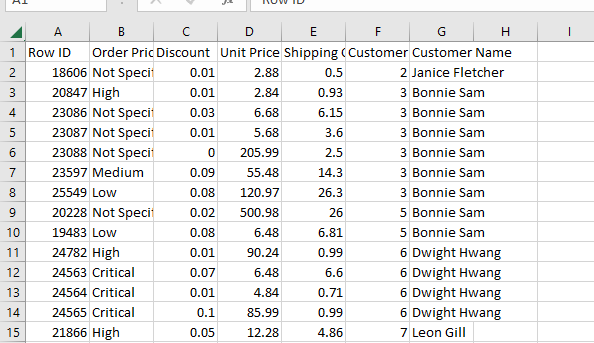 A B C D E F G H I
1 Row ID Order Pric Discount Unit Price Shipping Customer Customer Name
2 18606 Not Specif 0.01 2.88 0.5 2 Janice Fletcher
3 20847 High 0.01 2.84 0.93 3 Bonnie Sam
4 23086 Not Specif 0.03 6.68 6.15 3 Bonnie Sam
5 23087 Not Specif 0.01 5.68 3.6 3 Bonnie Sam
6 23088 Not Specif 0 205.99 2.5 3 Bonnie Sam
7 23597 Medium 0.09 55.48 14.3 3 Bonnie Sam
8 25549 Low 0.08 120.97 26.3 3 Bonnie Sam
9 20228 Not Specif 0.02 500.98 26 5 Bonnie Sam
10 19483 Low 0.08 6.48 6.81 5 Bonnie Sam
11 24782 High 0.01 90.24 0.99 6 Dwight Hwang
12 24563 Critical 0.07 6.48 6.6 6 Dwight Hwang
13 24564 Critical 0.01 4.84 0.71 6 Dwight Hwang
14 24565 Critical 0.1 85.99 0.99 6 Dwight Hwang
15 21866 High 0.05 12.28 4.86 7 Leon Gill